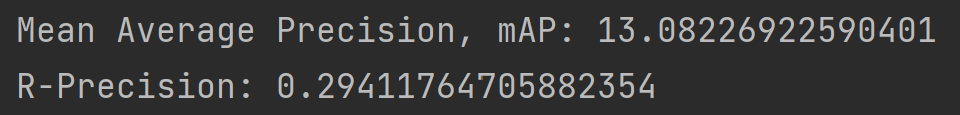 Mean Average Precision, mAP: 13.08226922590401
R-Precision: 0.29411764705882354